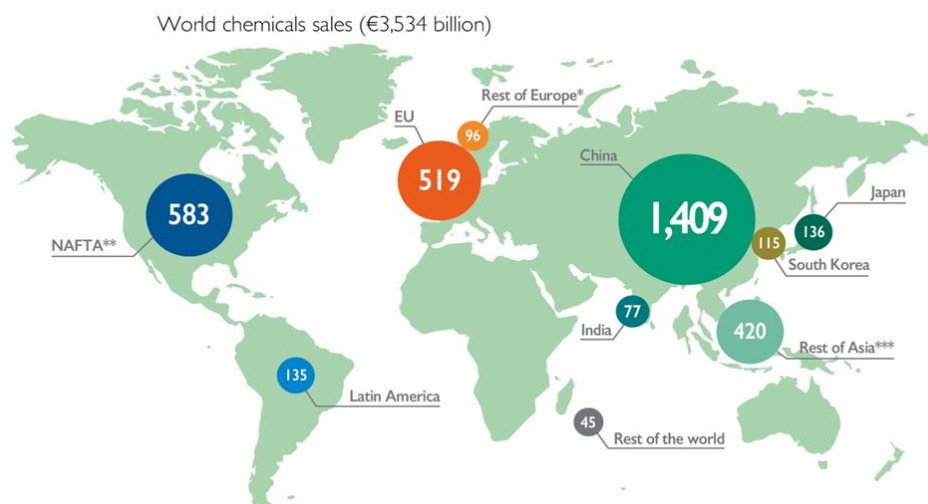 World chemicals sales (€3,534 billion)
Rest of Europe*
96
EU
519
China
1,409
Japan
136
583
NAFTA**
115
South Korea
77
India
420
Rest of Asia***
135
Latin America
45
Rest of the world